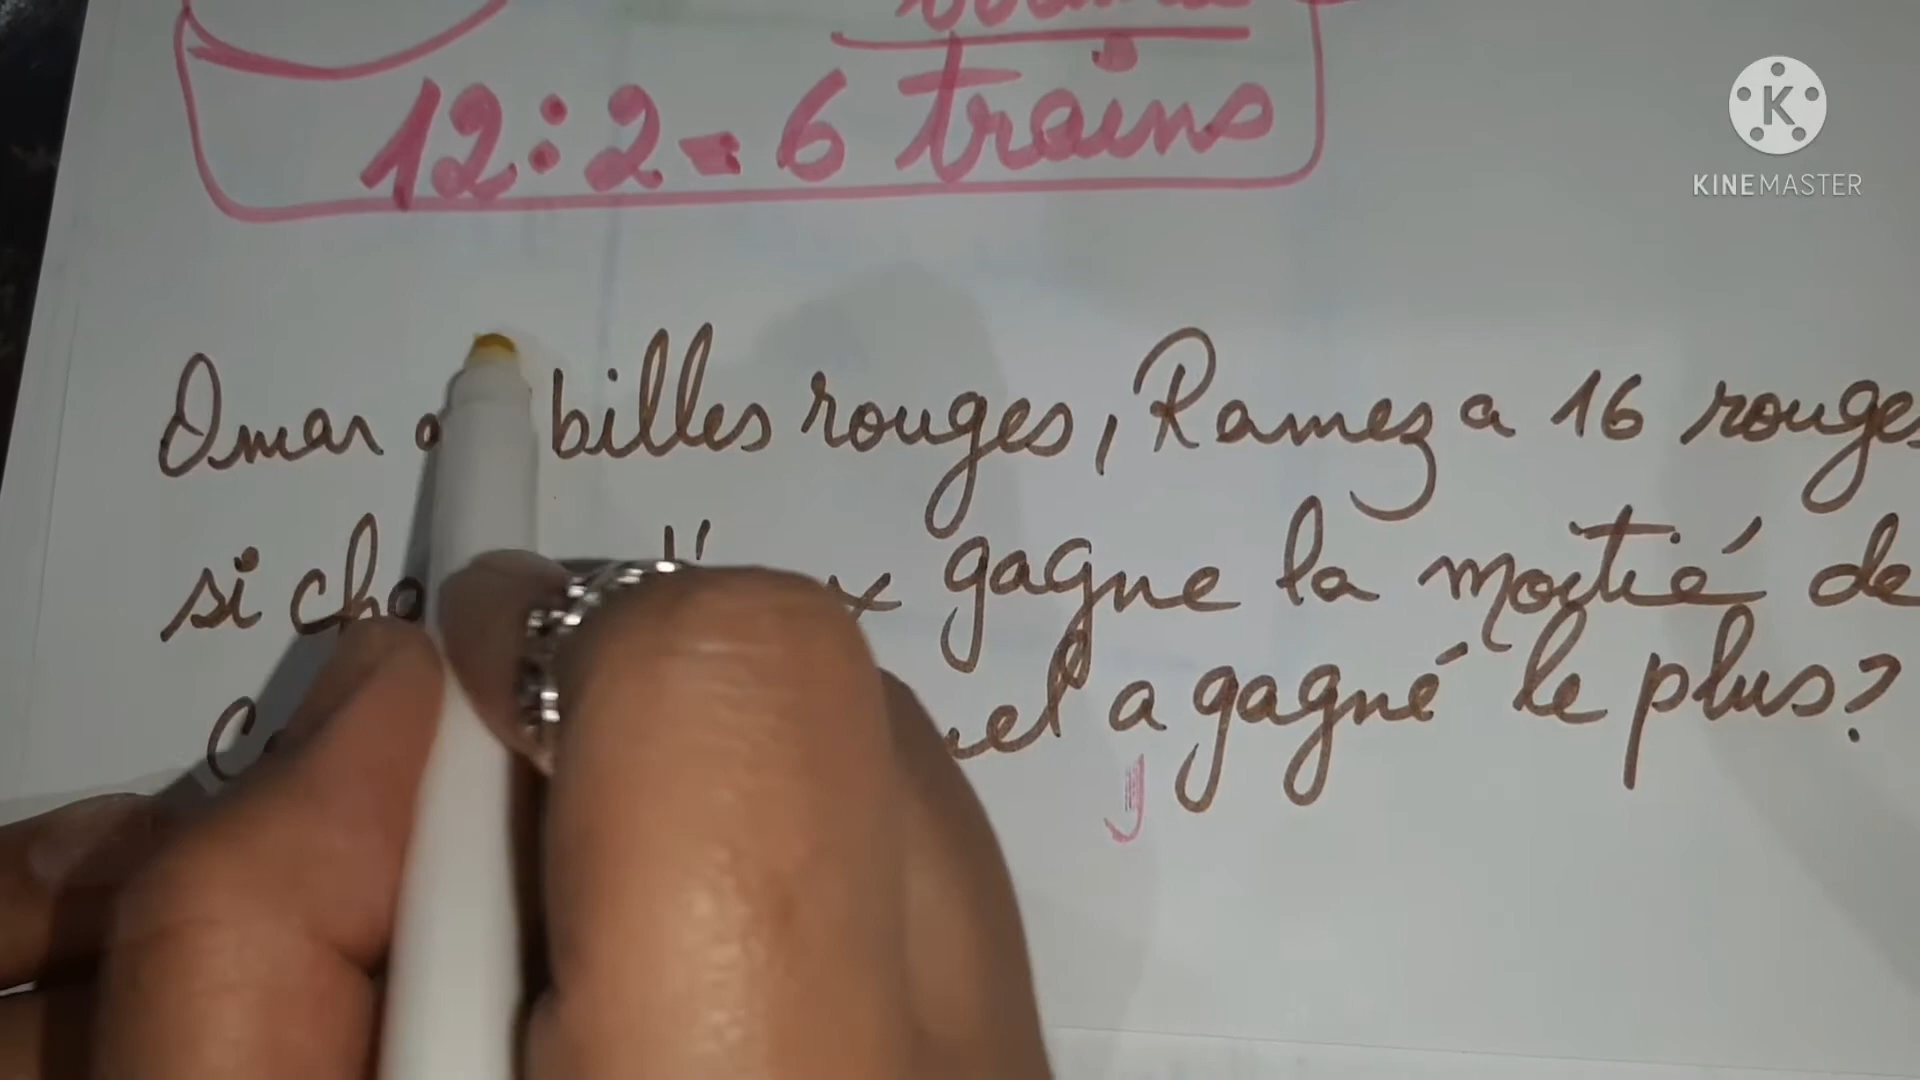 12 : 2 = 6 trains
KINEMASTER
Omar a billes rouges, Ramez a 16 rouges
si gagne la moitié de
a gagné le plus?